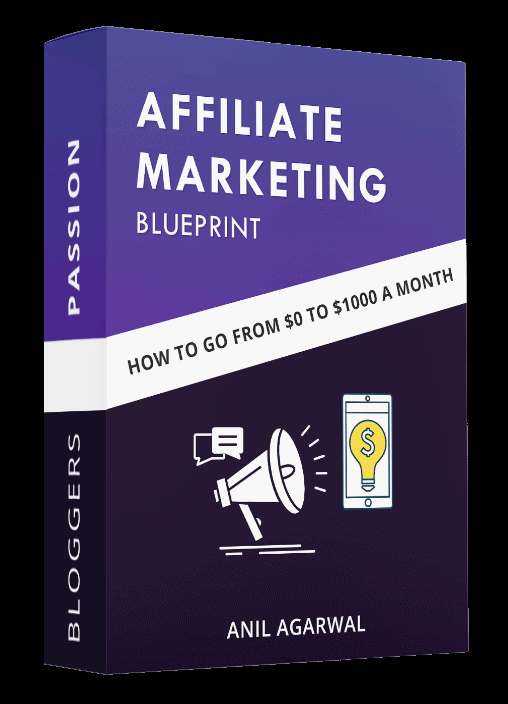 AFFILIATE
MARKETING
BLUEPRINT
HOW TO GO FROM $0 TO $1000 A MONTH
$
ANIL AGARWAL
BLOGGERS PASSION